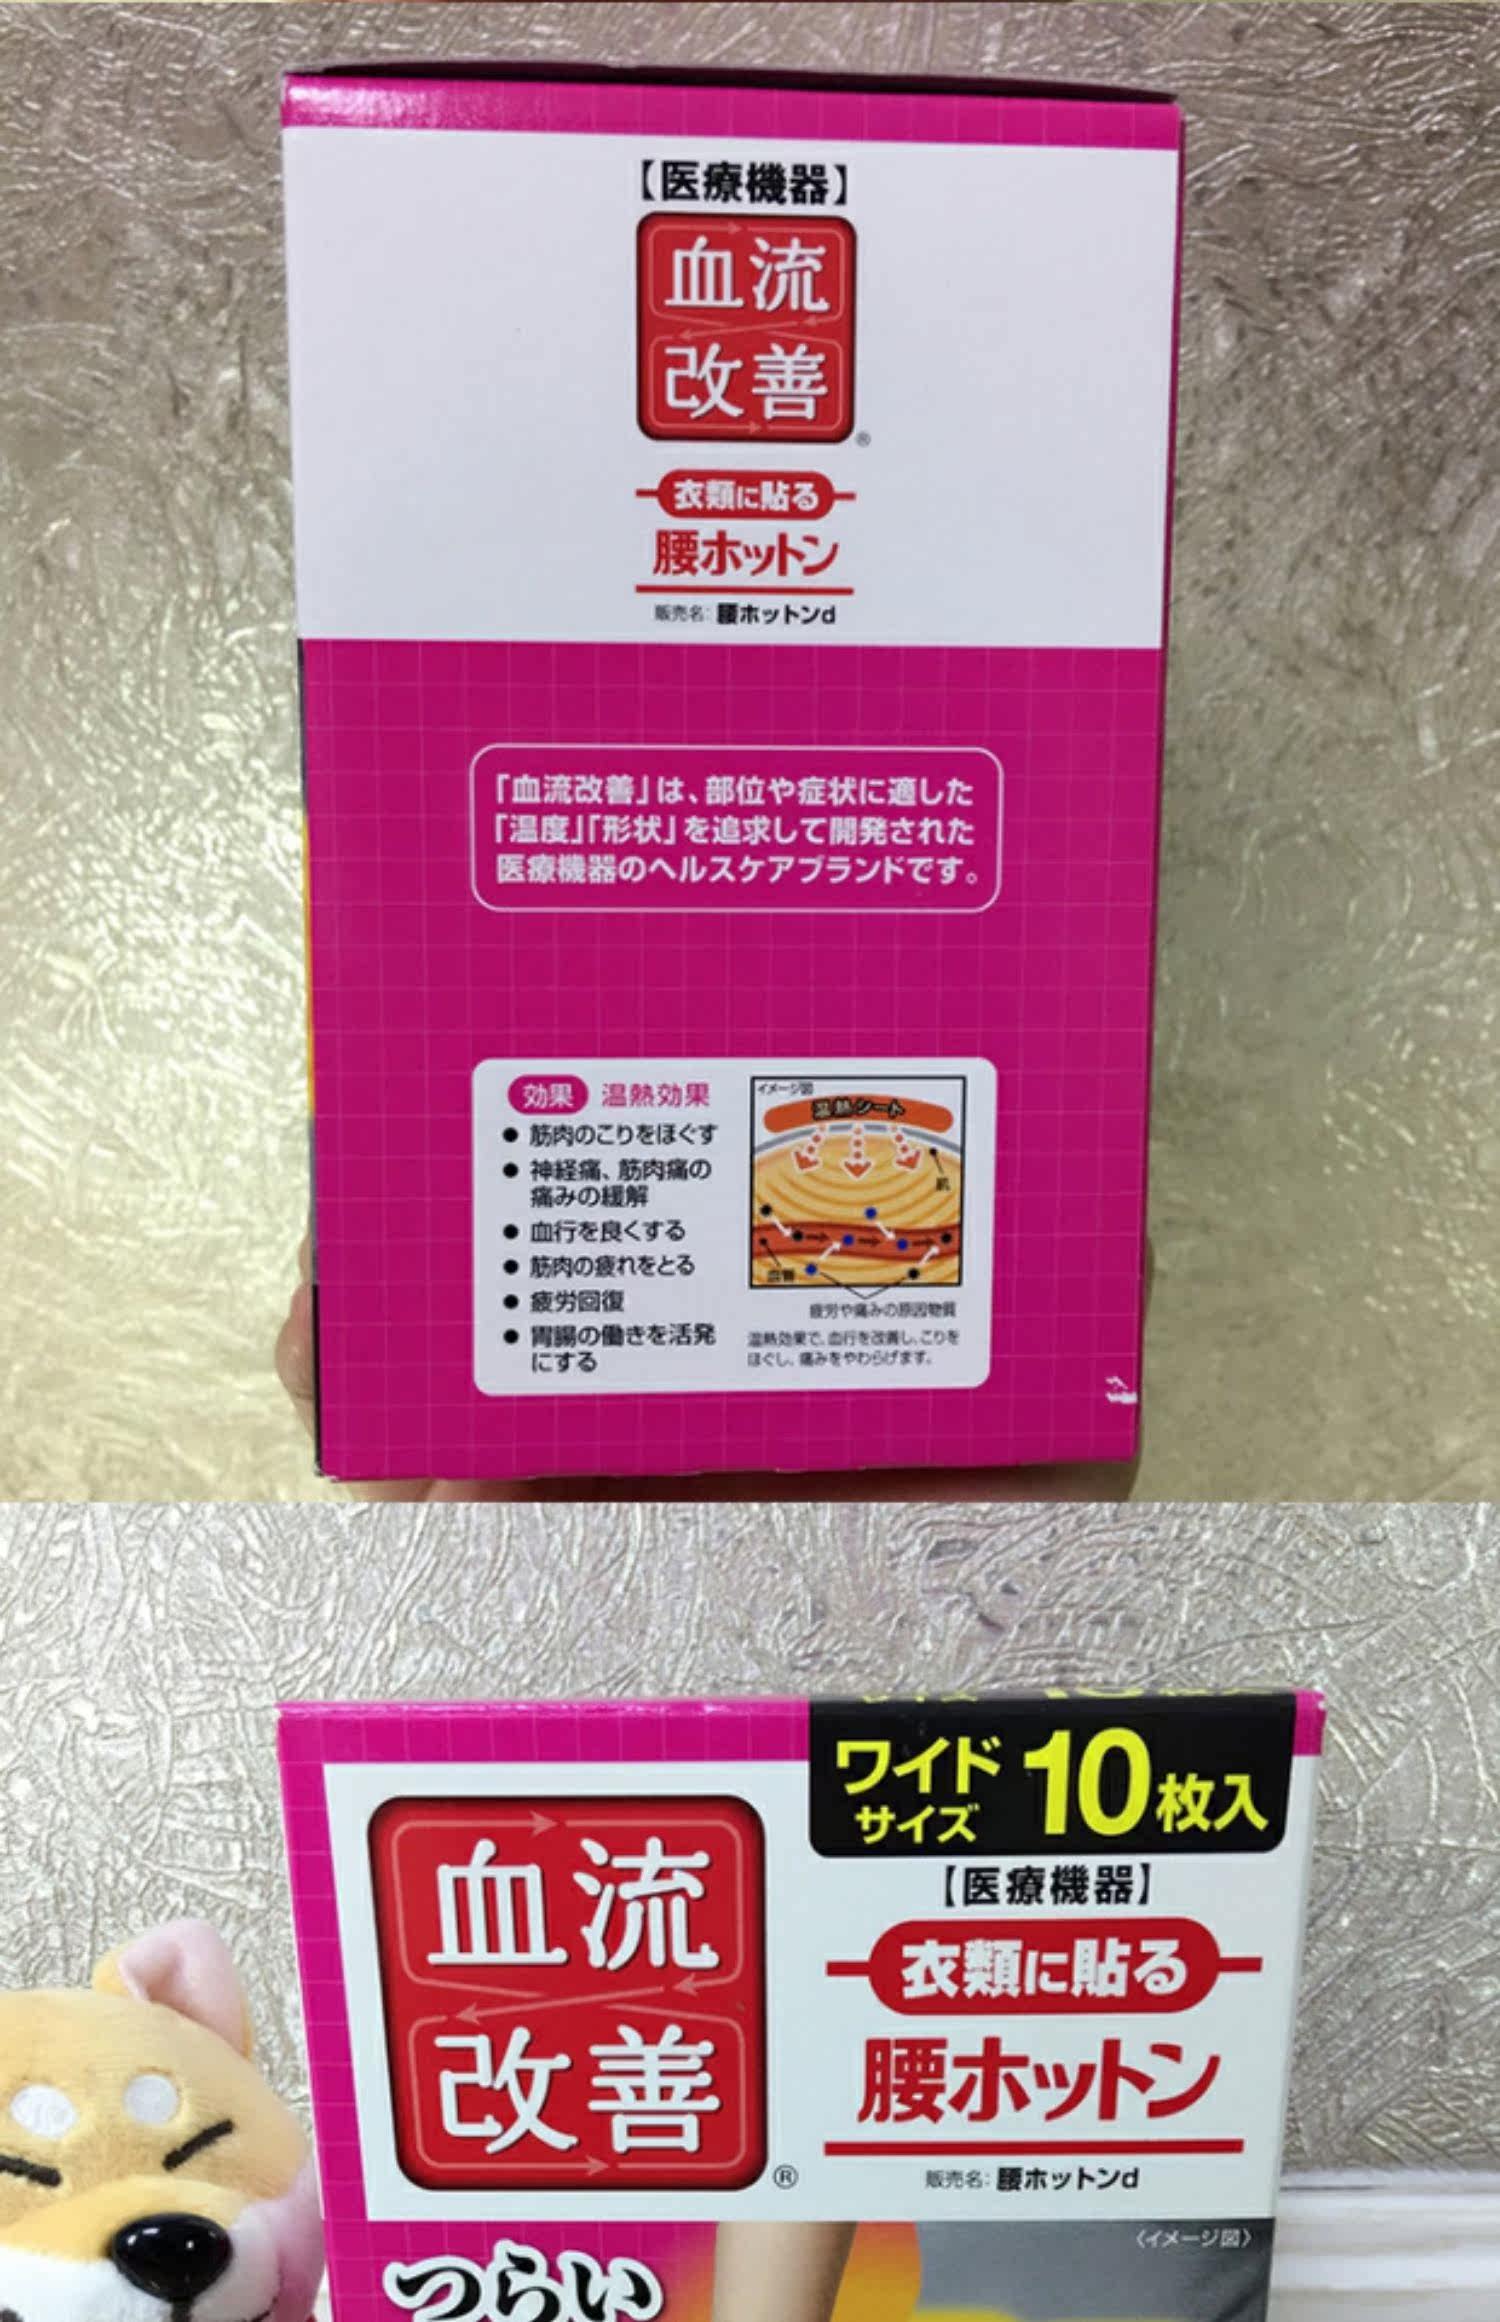 【医療機器】
血流
改善
®
衣類に貼る
腰ホットン
販売名：腰ホットンd
「血流改善」は、部位や症状に適した
「温度」「形状」を追求して開発された
医療機器のヘルスケアブランドです。
効果 温熱効果
● 筋肉のこりをほぐす
● 神経痛、筋肉痛の
痛みの緩解
● 血行を良くする
● 筋肉の疲れをとる
● 疲労回復
● 胃腸の働きを活発
にする
イメージ図
温熱シート
肌
血管
疲労や痛みの原因物質
温熱効果で、血行を改善し、こりを
ほぐし、痛みをやわらげます。
ワイド
サイズ
10枚入
血流
改善
®
【医療機器】
衣類に貼る
腰ホットン
販売名：腰ホットンd
〈イメージ図〉
つらい